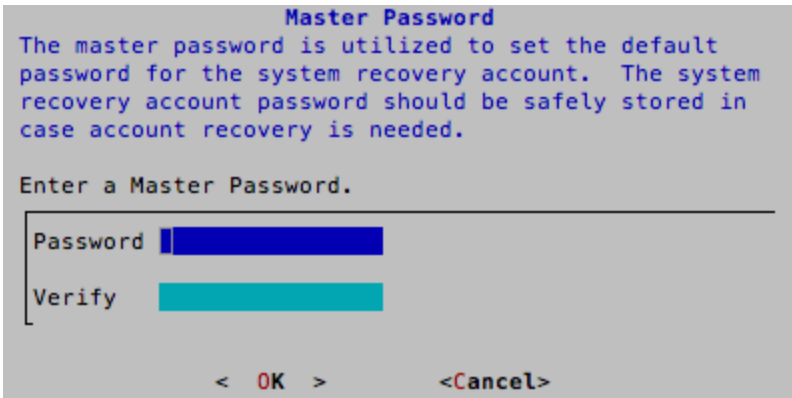 Master Password
The master password is utilized to set the default
password for the system recovery account.  The system
recovery account password should be safely stored in
case account recovery is needed.
Enter a Master Password.
Password
Verify
<  OK  >          <Cancel>